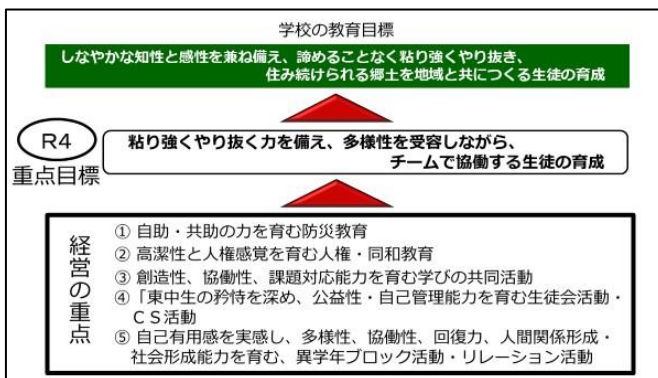 学校の教育目標
しなやかな知性と感性を兼ね備え、諦めることなく粘り強くやり抜き、
住み続けられる郷土を地域と共につくる生徒の育成
R4
重点目標
粘り強くやり抜く力を備え、多様性を受容しながら、
チームで協働する生徒の育成
経営の重点
① 自助・共助の力を育む防災教育
② 高潔性と人権感覚を育む人権・同和教育
③ 創造性、協働性、課題対応能力を育む学びの共同活動
④「東中生の矜恃を深め、公益性・自己管理能力を育む生徒会活動・
ＣＳ活動
⑤ 自己有用感を実感し、多様性、協働性、回復力、人間関係形成・
社会形成能力を育む、異学年ブロック活動・リレーション活動